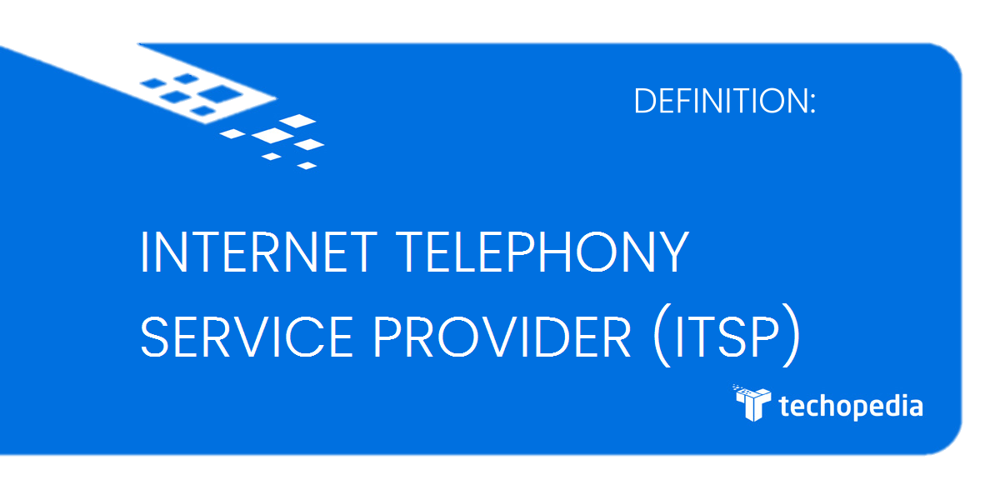 DEFINITION:
INTERNET TELEPHONY
SERVICE PROVIDER (ITSP)
techopedia